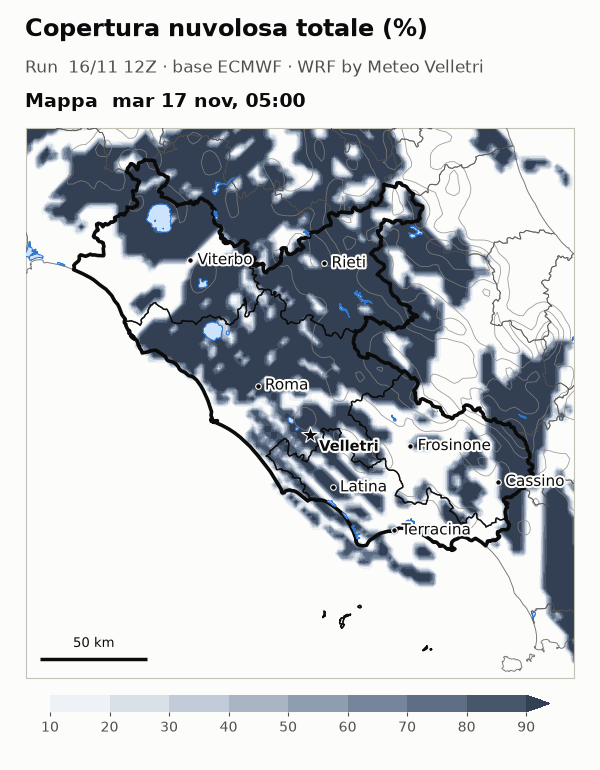 Copertura nuvolosa totale (%)
Run  16/11 12Z · base ECMWF · WRF by Meteo Velletri
Mappa  mar 17 nov, 05:00
Viterbo
Rieti
Roma
Velletri
Frosinone
Latina
Cassino
Terracina
50 km
10 20 30 40 50 60 70 80 90